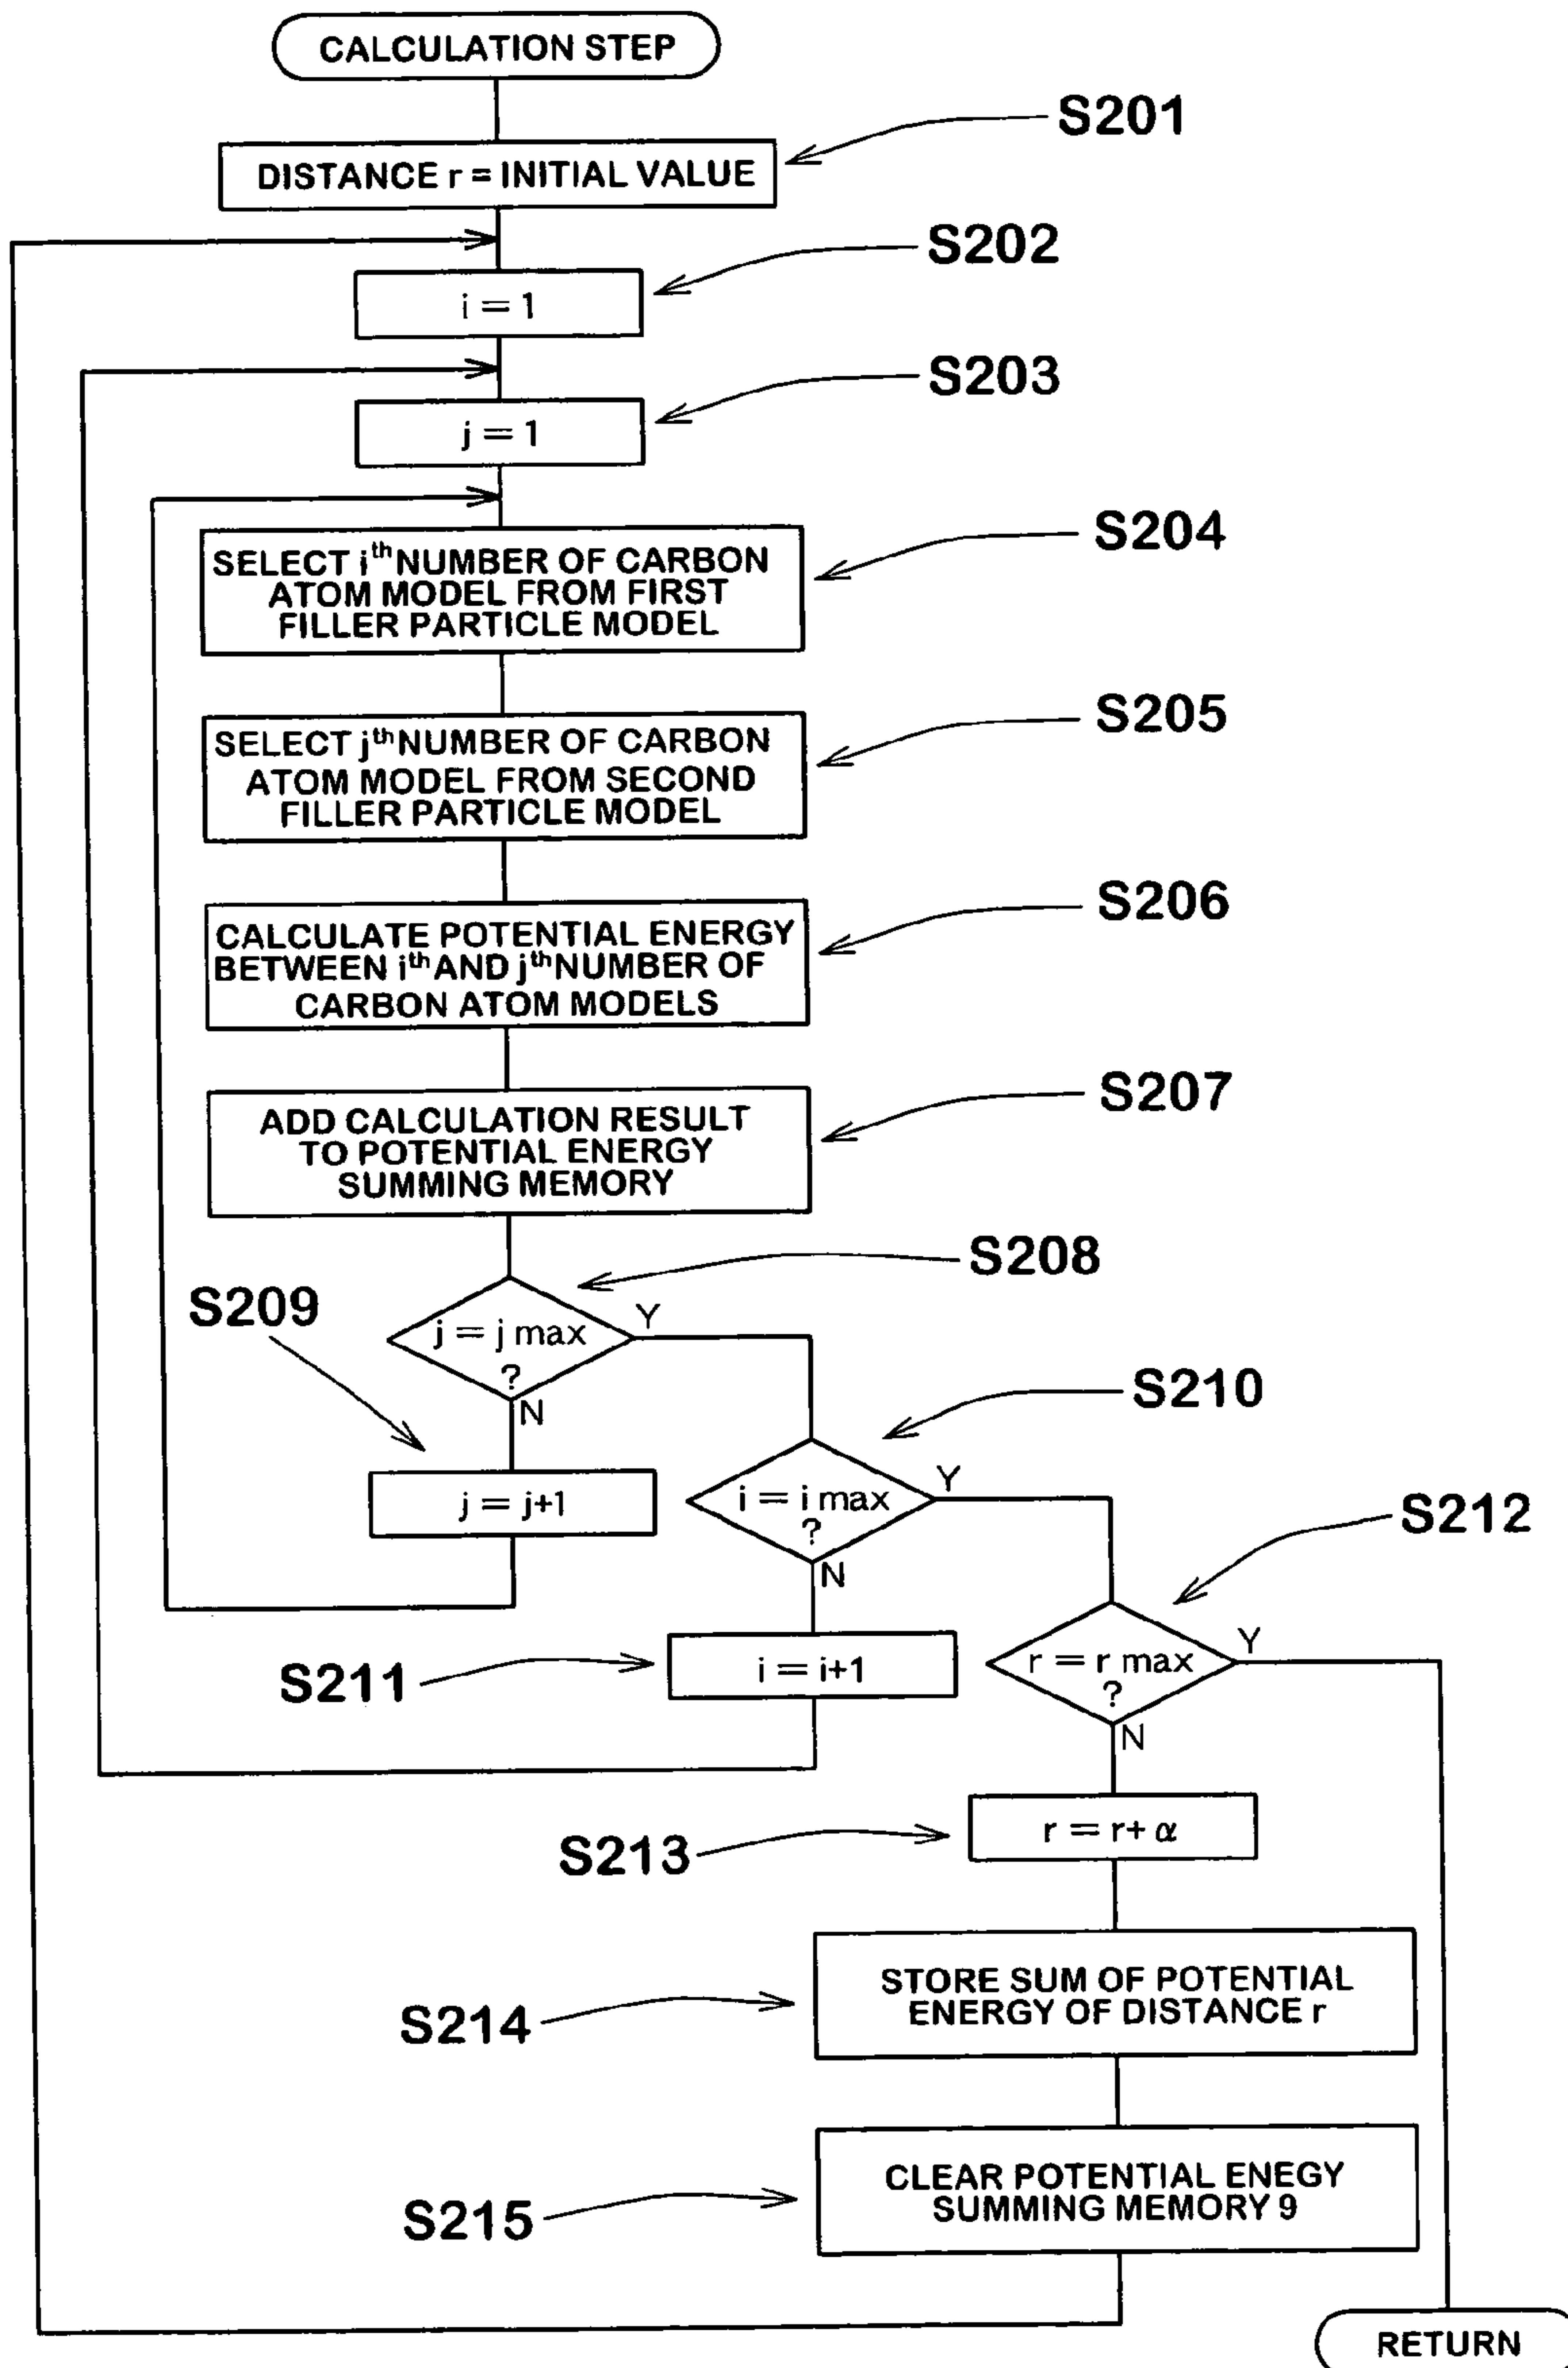 CALCULATION STEP
S201
DISTANCE r = INITIAL VALUE
S202
i = 1
S203
j = 1
S204
SELECT ith NUMBER OF CARBON
ATOM MODEL FROM FIRST
FILLER PARTICLE MODEL
S205
SELECT jth NUMBER OF CARBON
ATOM MODEL FROM SECOND
FILLER PARTICLE MODEL
S206
CALCULATE POTENTIAL ENERGY
BETWEEN ith AND jth NUMBER OF
CARBON ATOM MODELS
S207
ADD CALCULATION RESULT
TO POTENTIAL ENERGY
SUMMING MEMORY
S208
S209
j = j max
?
Y
N
S210
j = j+1
i = i max
?
Y
N
S212
S211
i = i+1
r = r max
?
Y
N
S213
r = r+ α
S214
STORE SUM OF POTENTIAL
ENERGY OF DISTANCE r
S215
CLEAR POTENTIAL ENEGY
SUMMING MEMORY 9
RETURN